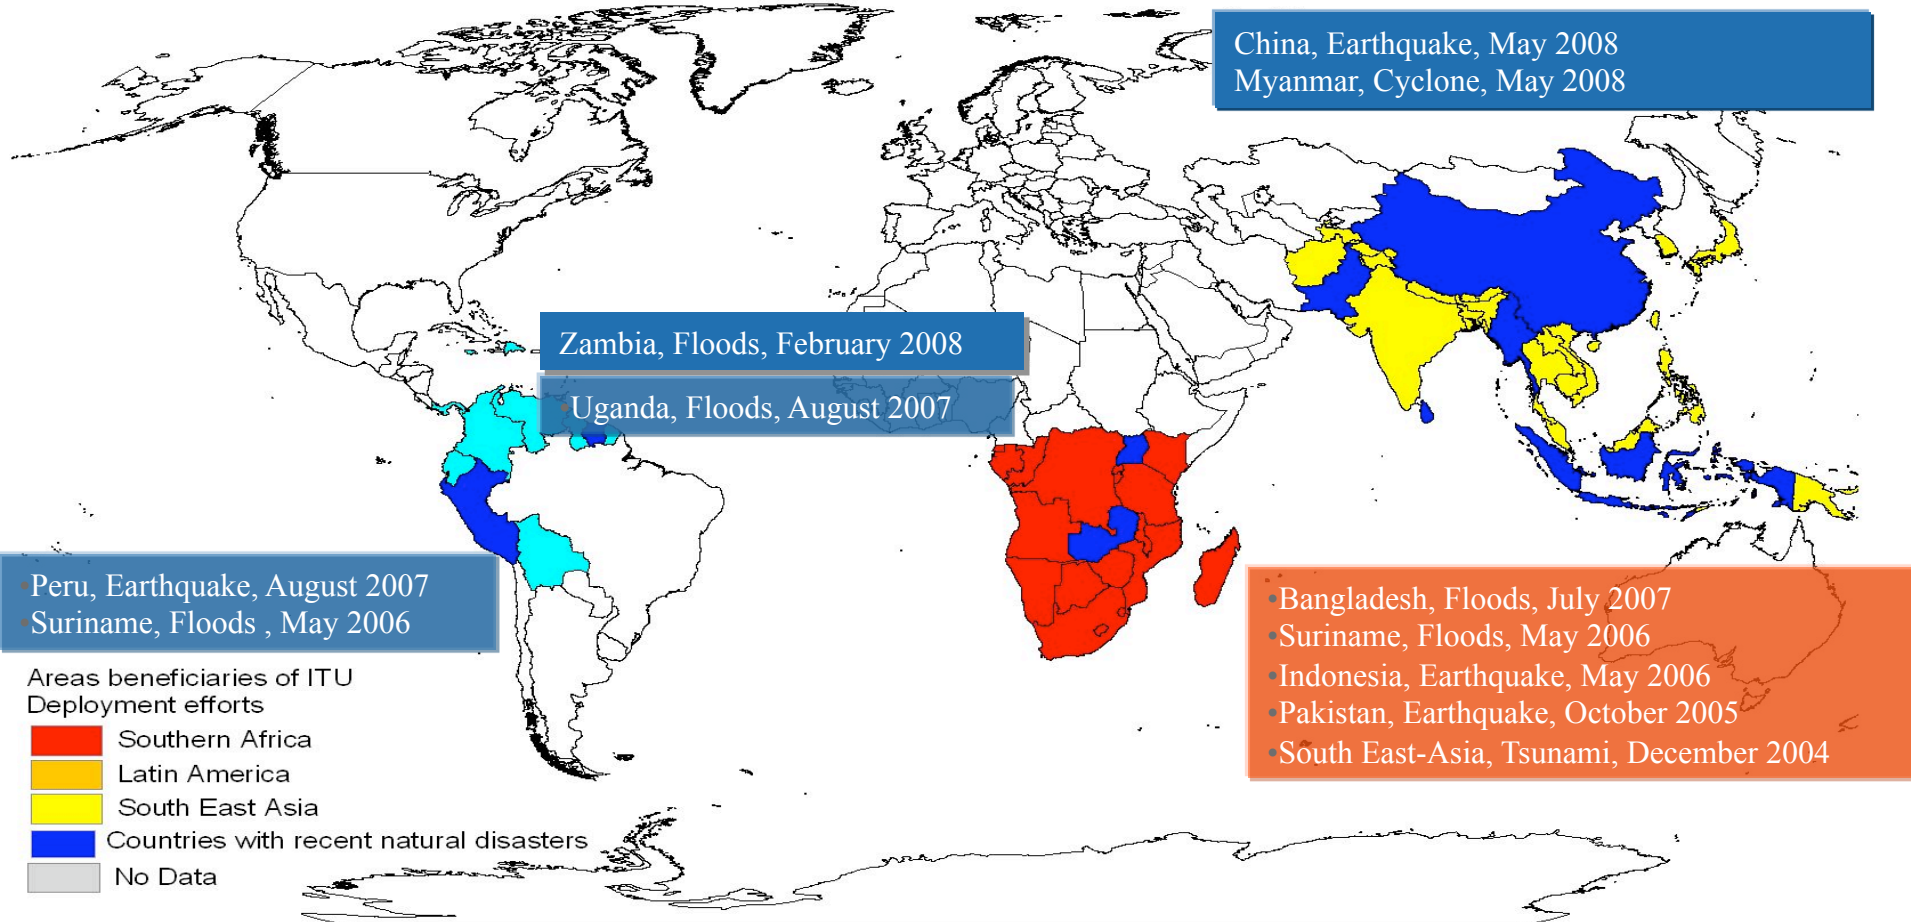 China, Earthquake, May 2008
Myanmar, Cyclone, May 2008
Zambia, Floods, February 2008
•Uganda, Floods, August 2007
•Peru, Earthquake, August 2007
•Suriname, Floods , May 2006
•Bangladesh, Floods, July 2007
•Suriname, Floods, May 2006
•Indonesia, Earthquake, May 2006
•Pakistan, Earthquake, October 2005
•South East-Asia, Tsunami, December 2004
Areas beneficiaries of ITU
Deployment efforts
Southern Africa
Latin America
South East Asia
Countries with recent natural disasters
No Data